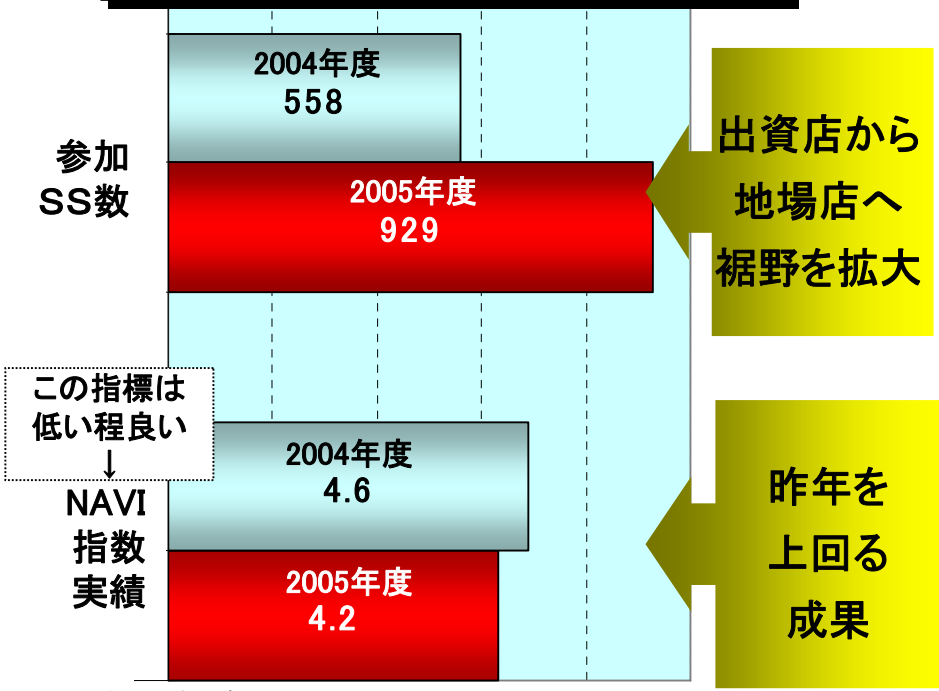 2004年度
558
参加
ＳＳ数
2005年度
929
出資店から
地場店へ
裾野を拡大
この指標は
低い程良い
↓
NAVI
指数
実績
2004年度
4.6
2005年度
4.2
昨年を
上回る
成果